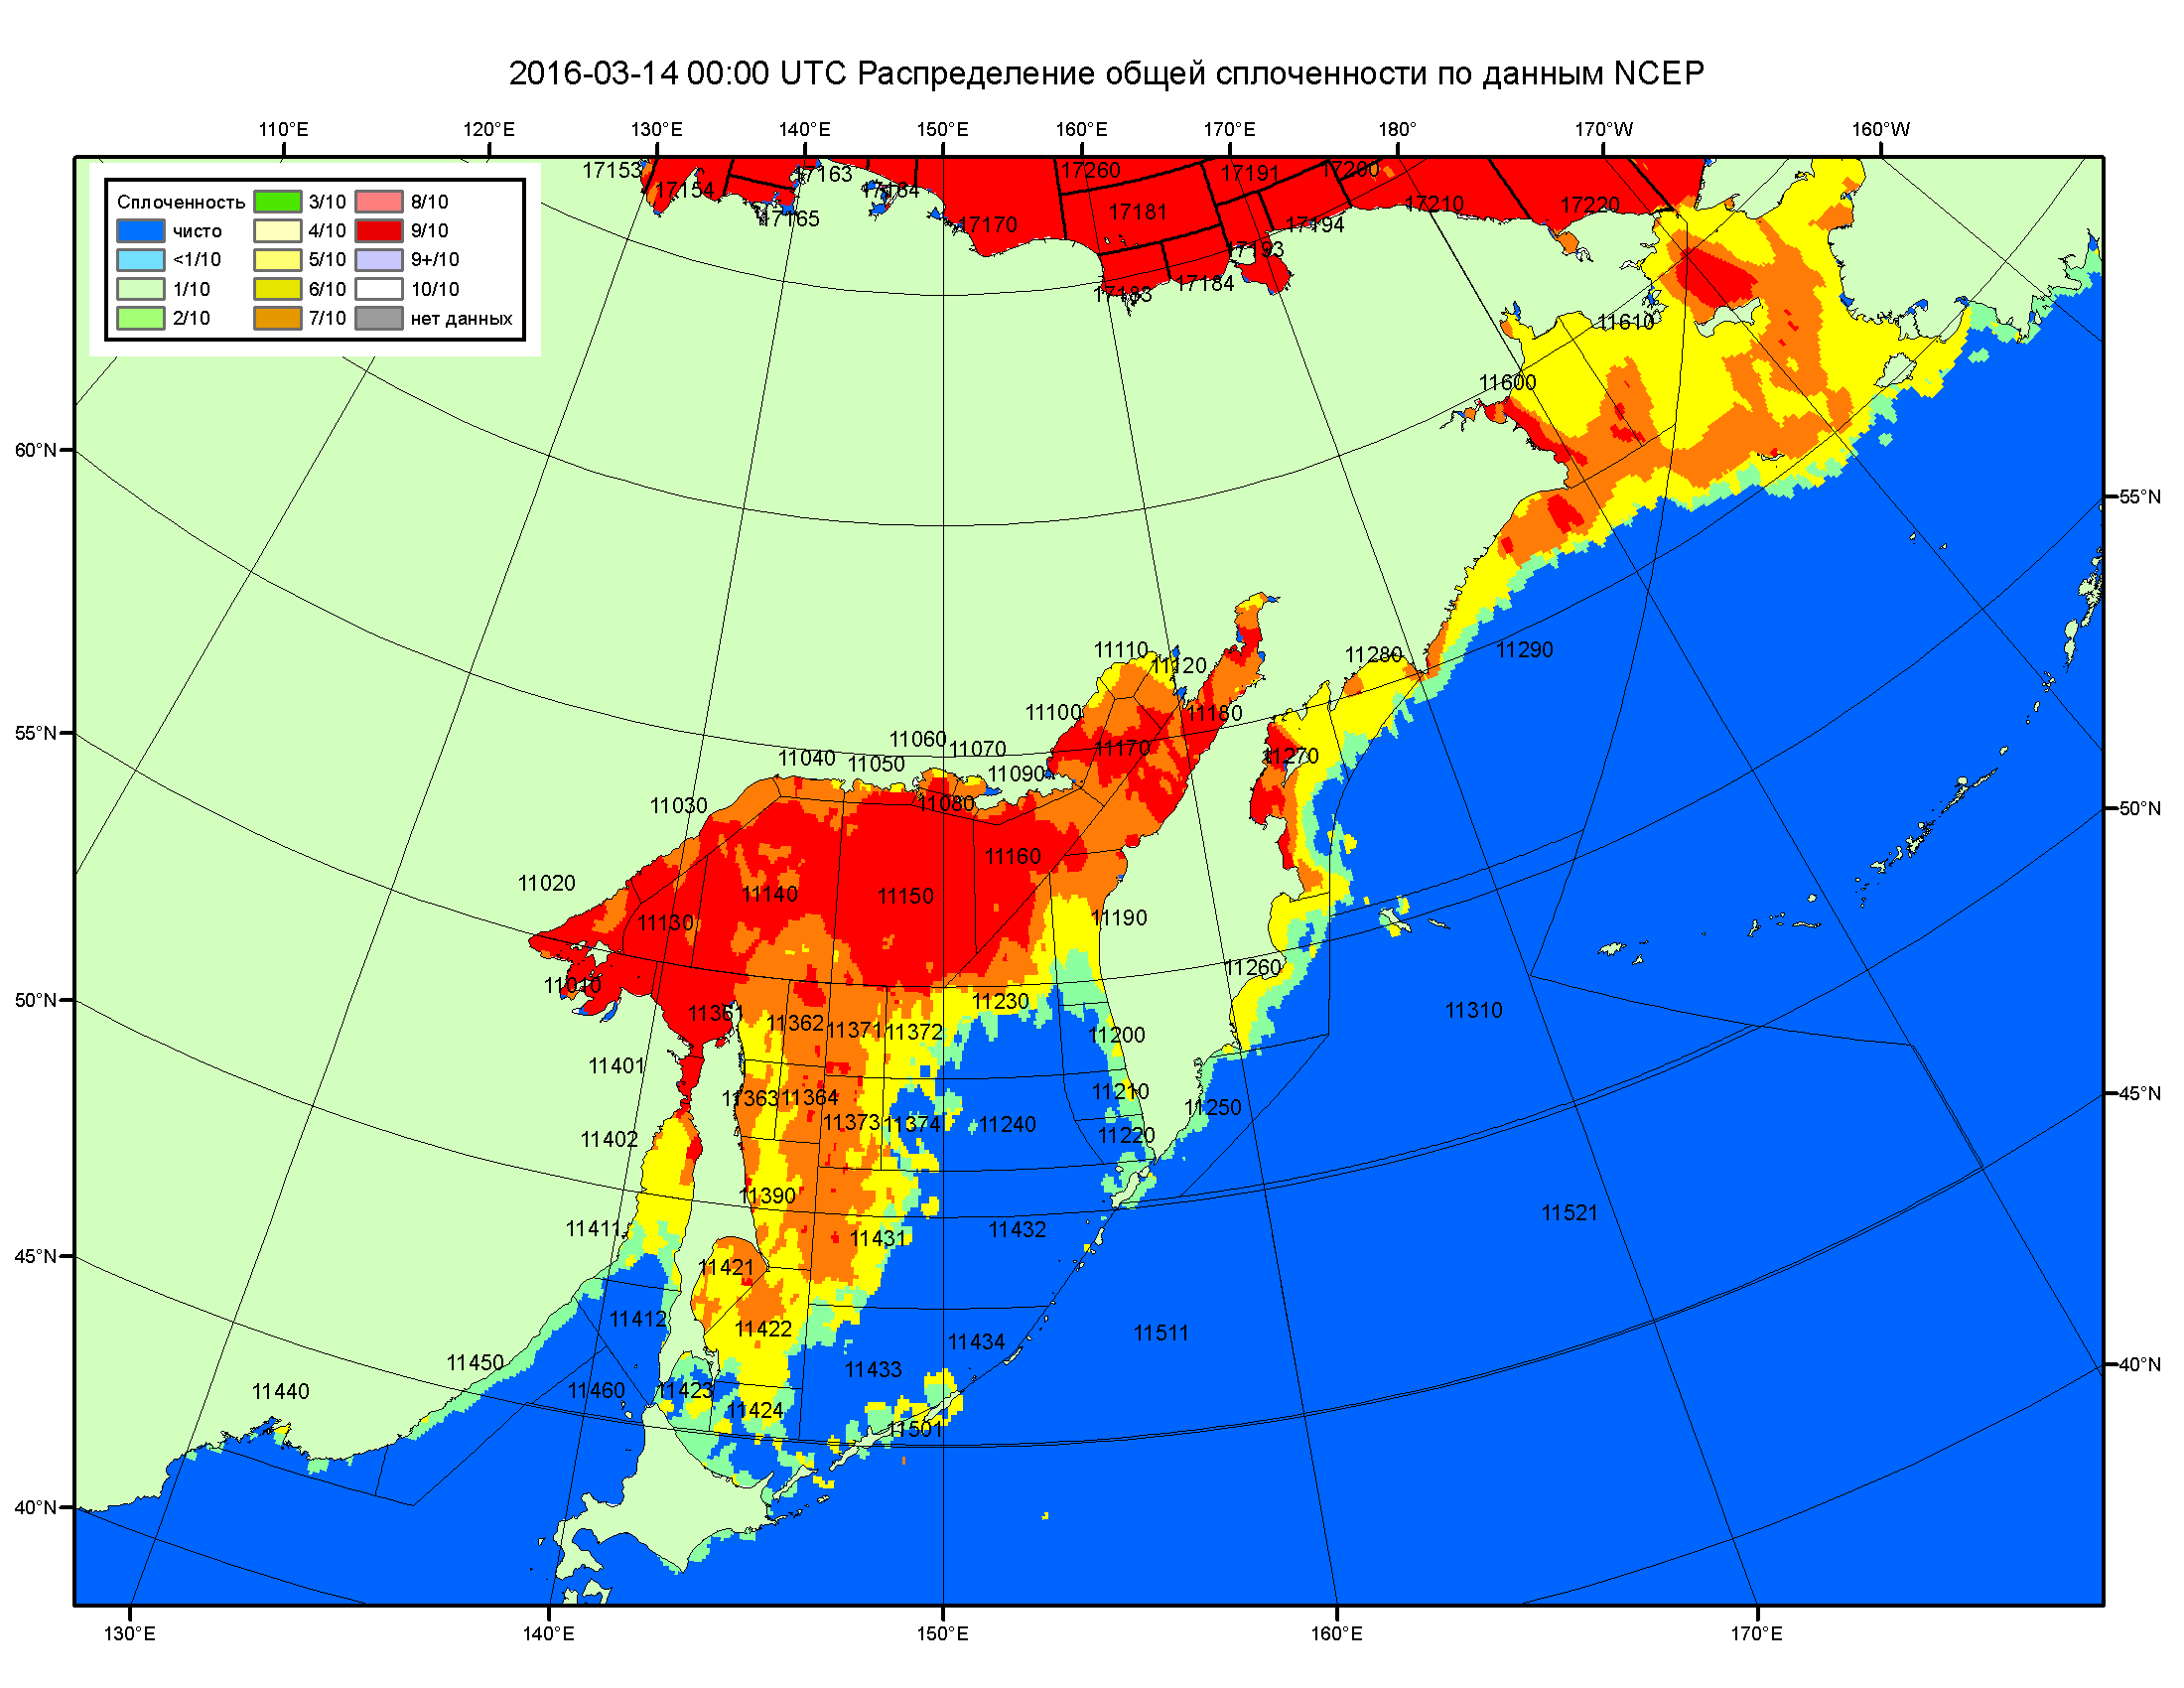 2016-03-14 00:00 UTC Распределение общей сплоченности по данным NCEP
110°E 120°E 130°E 140°E 150°E 160°E 170°E 180° 170°W 160°W
Сплоченность 3/10 8/10
чисто 4/10 9/10
<1/10 5/10 9+/10
1/10 6/10 10/10
2/10 7/10 нет данных
17153 17163 17260 17191 17200
17154 17164
17165 17170 17181 17194 17210 17220
17193
17183 17184
11610
11600
60°N
55°N
11110 11120 11280 11290
11100 11180
55°N
11060 11070 11170 11270
11040 11050 11090
11030 11080
50°N
11160
11020 11140 11150
11130 11190
11010 11260
50°N
11361 11362 11371 11372 11230 11310
11200
11401
11363 11364 11210
45°N
11373 11374 11240 11250
11402 11220
11390
11411 11431 11432 11521
45°N
11421
11412 11422 11434 11511
11450 11433
40°N
11440 11460 11423
11424
11501
40°N
130°E 140°E 150°E 160°E 170°E